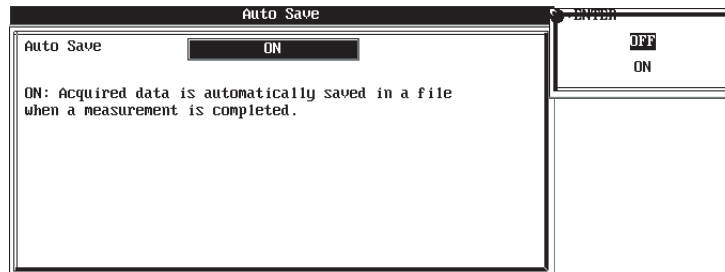 Auto Save
Auto Save ON
ON: Acquired data is automatically saved in a file
when a measurement is completed.
ENTER
OFF
ON